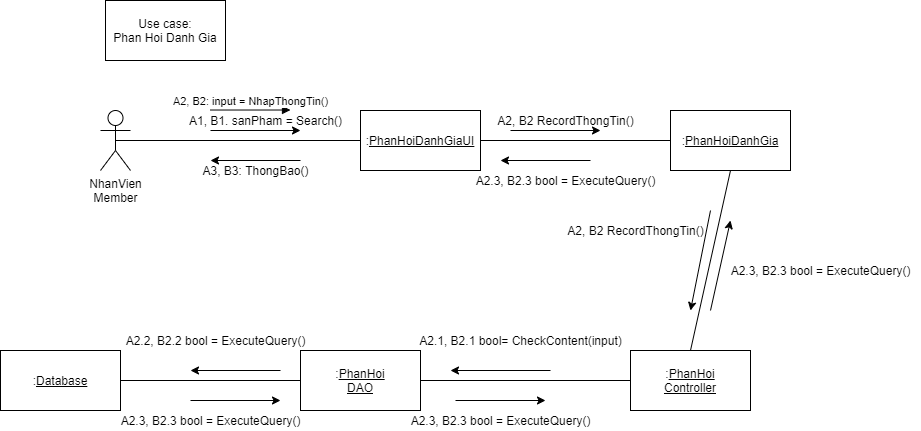 Use case:
Phan Hoi Danh Gia
A2, B2: input = NhapThongTin()
A1, B1. sanPham = Search()
A3, B3: ThongBao()
NhanVien
Member
:PhanHoiDanhGiaUI
A2, B2 RecordThongTin()
A2.3, B2.3 bool = ExecuteQuery()
:PhanHoiDanhGia
A2, B2 RecordThongTin()
A2.3, B2.3 bool = ExecuteQuery()
A2.2, B2.2 bool = ExecuteQuery()
A2.1, B2.1 bool= CheckContent(input)
:Database
:PhanHoi
DAO
:PhanHoi
Controller
A2.3, B2.3 bool = ExecuteQuery()
A2.3, B2.3 bool = ExecuteQuery()